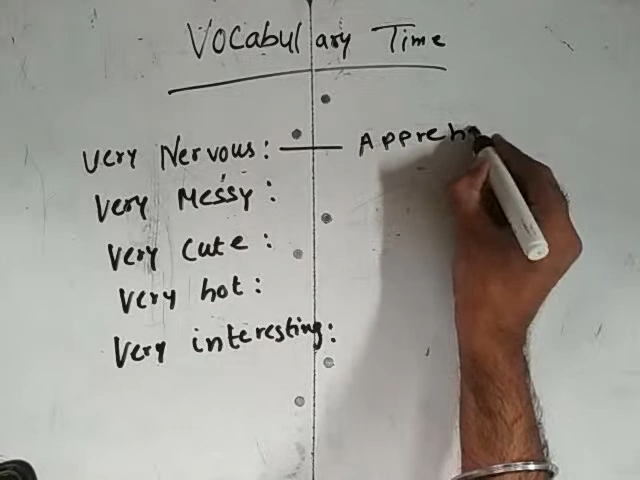 Vocabulary Time
Very Nervous: — Appreh
Very Messy:
Very Cute:
Very hot:
Very interesting: